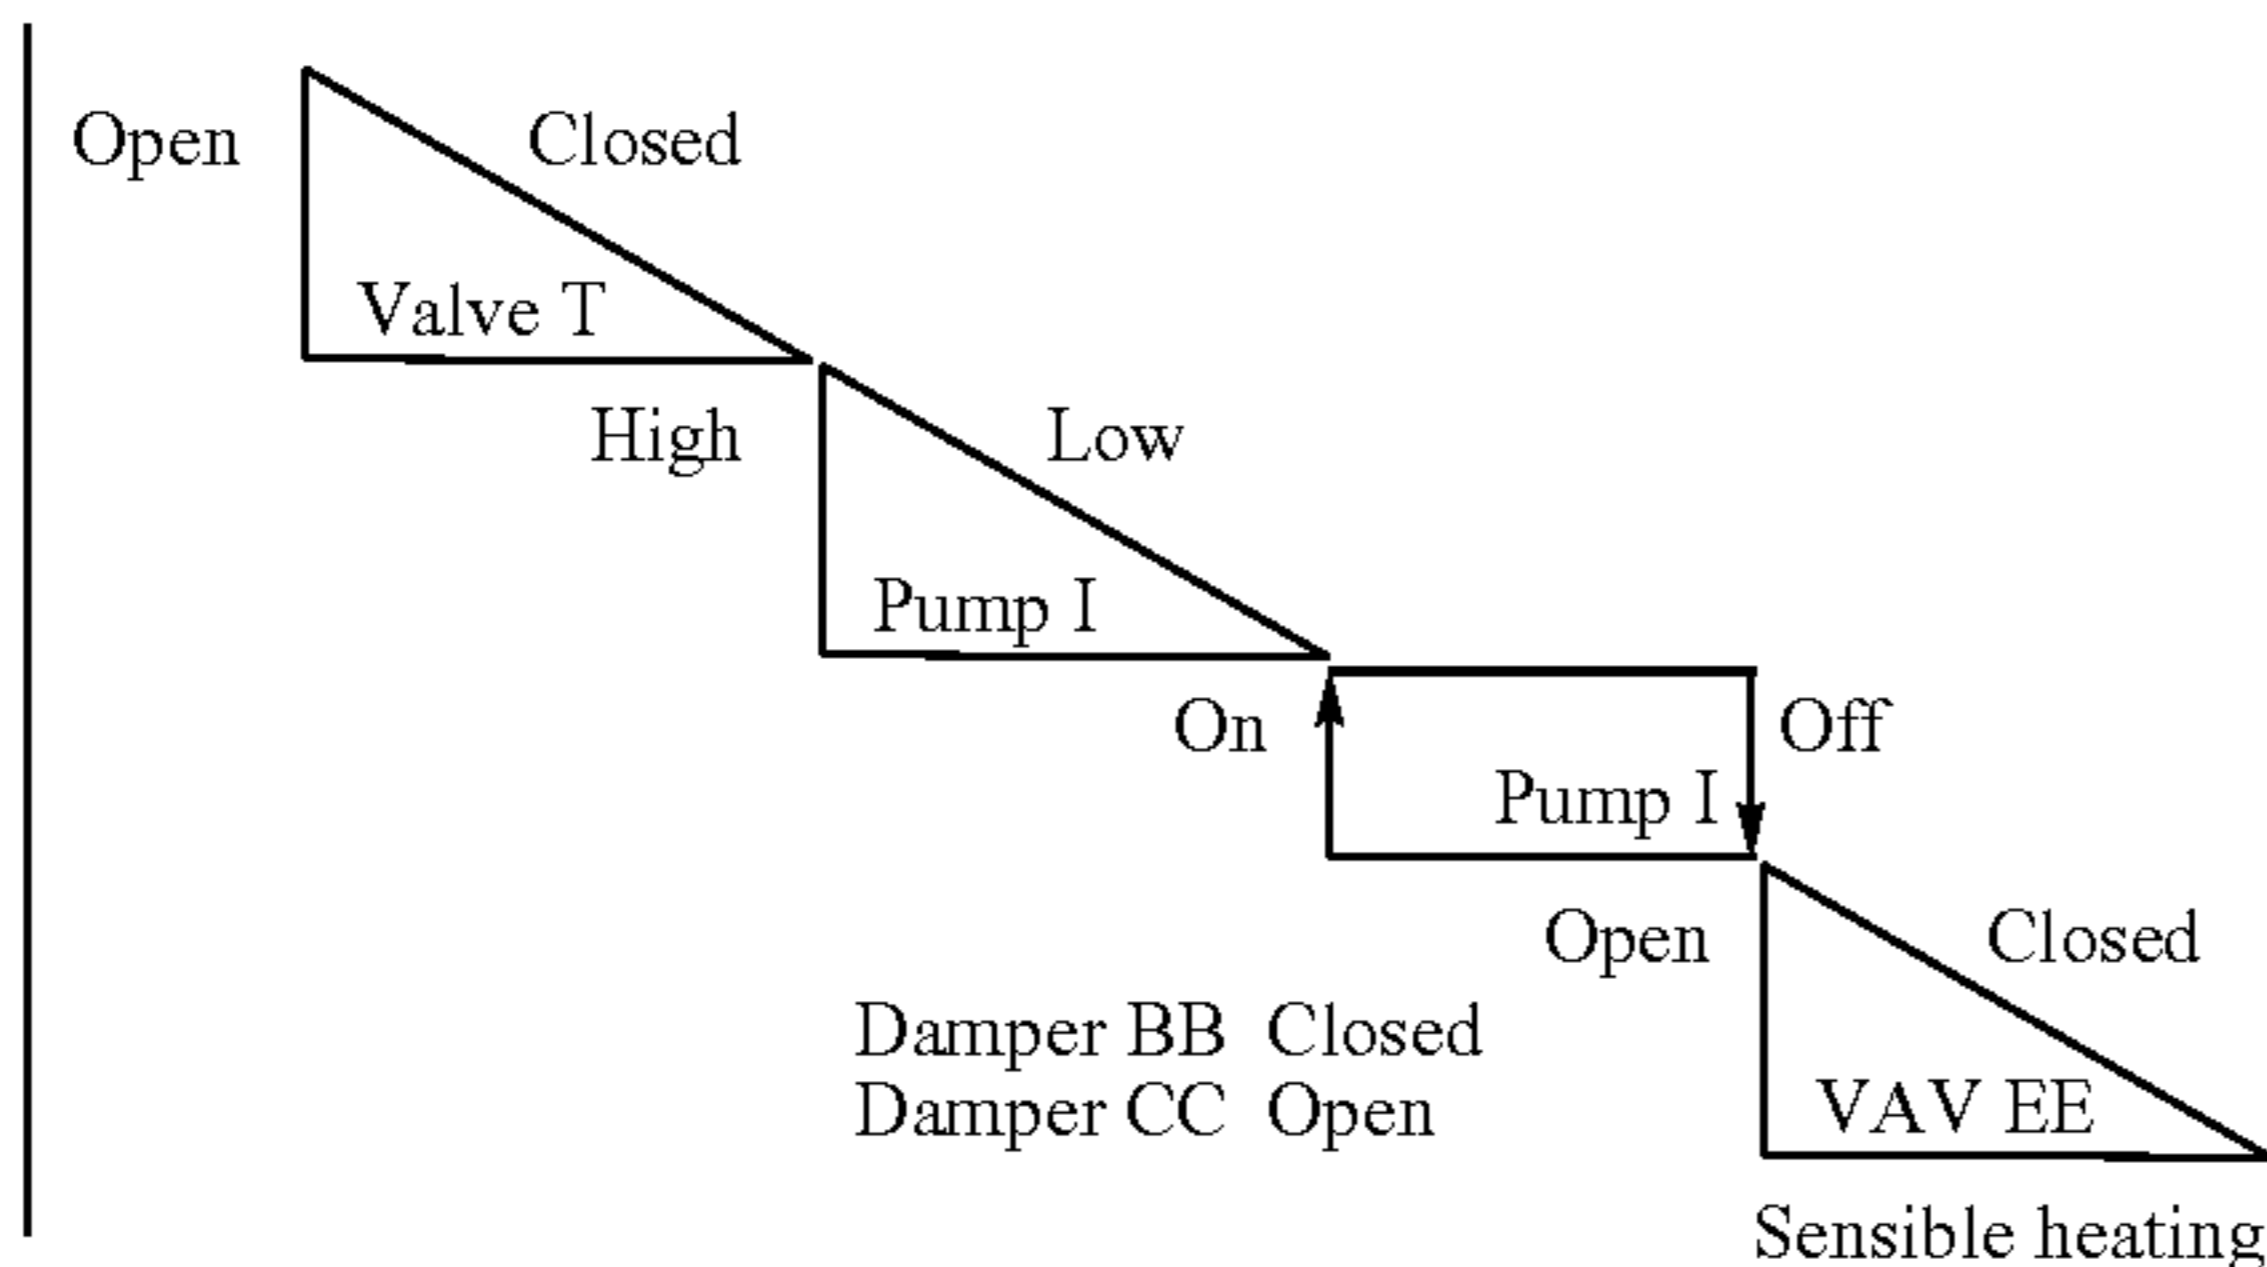 Open
Closed
Valve T
High
Low
Pump I
On
Off
Pump I
Open
Closed
Damper BB Closed
Damper CC Open
VAV EE
Sensible heating